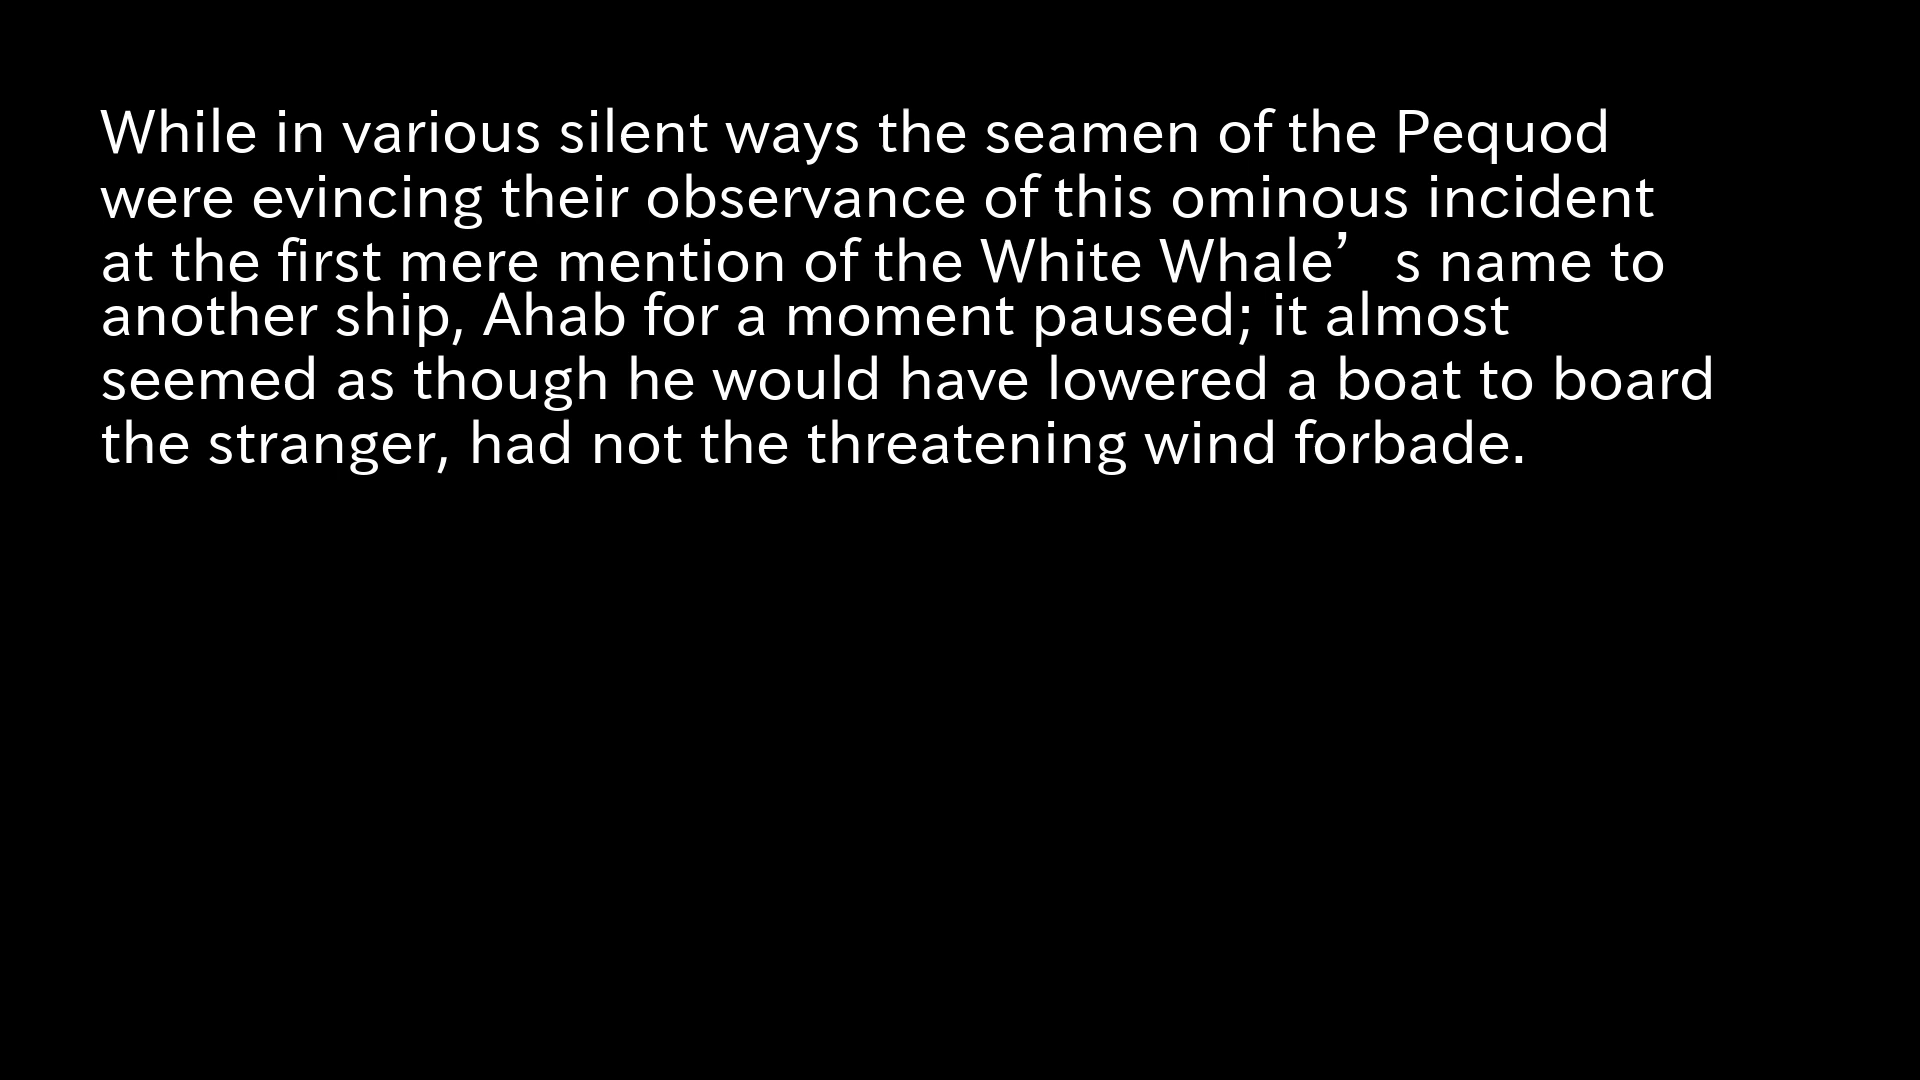 While in various silent ways the seamen of the Pequod
were evincing their observance of this ominous incident
at the first mere mention of the White Whale’s name to
another ship, Ahab for a moment paused; it almost
seemed as though he would have lowered a boat to board
the stranger, had not the threatening wind forbade.